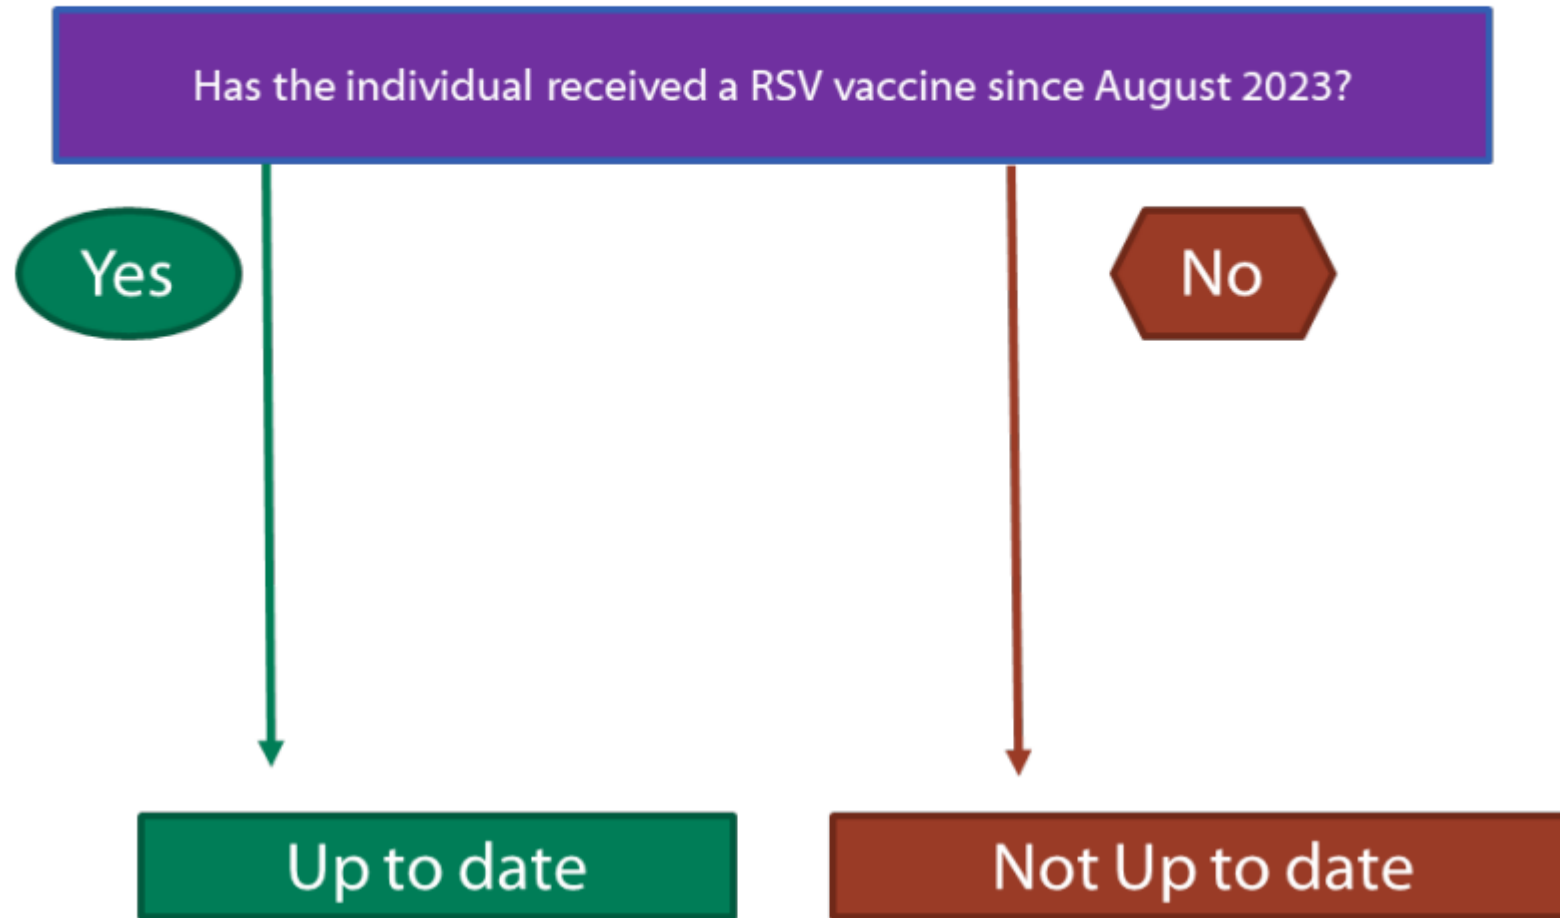 Has the individual received a RSV vaccine since August 2023?
Yes
No
Up to date
Not Up to date